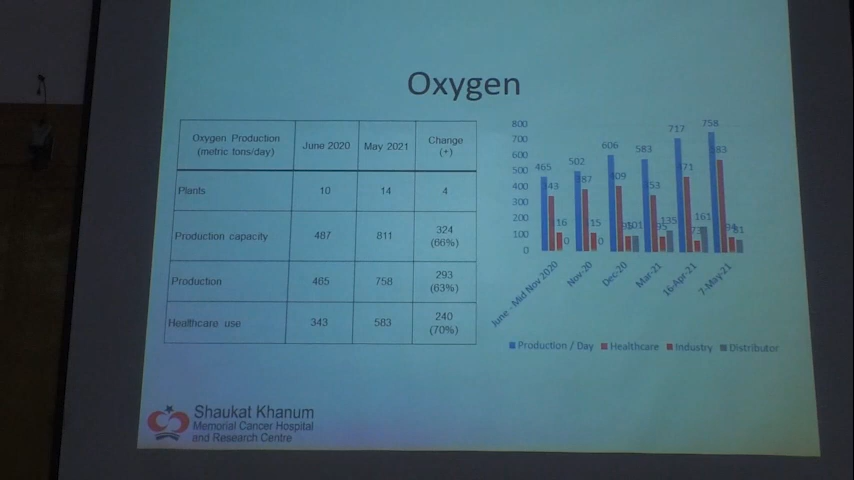 Oxygen
Oxygen Production
(metric tons/day)
June 2020
May 2021
Change
(+)
Plants
10
14
4
Production capacity
487
811
324
(66%)
Production
465
758
293
(63%)
Healthcare use
343
583
240
(70%)
800
700
600
500
400
300
200
100
0
465
343
116
0
502
387
115
0
606
409
101
583
353
95
135
717
471
161
758
583
94
81
June - Mid Nov 2020
Nov-20
Dec-20
Mar-21
16-Apr-21
7-May-21
Production / Day
Healthcare
Industry
Distributor
Shaukat Khanum
Memorial Cancer Hospital
and Research Centre